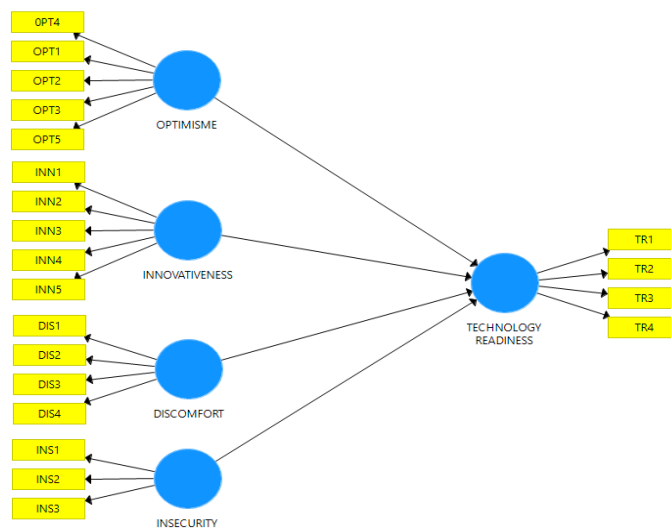 0PT4
OPT1
OPT2
OPT3
OPT5
OPTIMISME
INN1
INN2
INN3
INN4
INN5
INNOVATIVENESS
DIS1
DIS2
DIS3
DIS4
DISCOMFORT
INS1
INS2
INS3
INSECURITY
TECHNOLOGY
READINESS
TR1
TR2
TR3
TR4